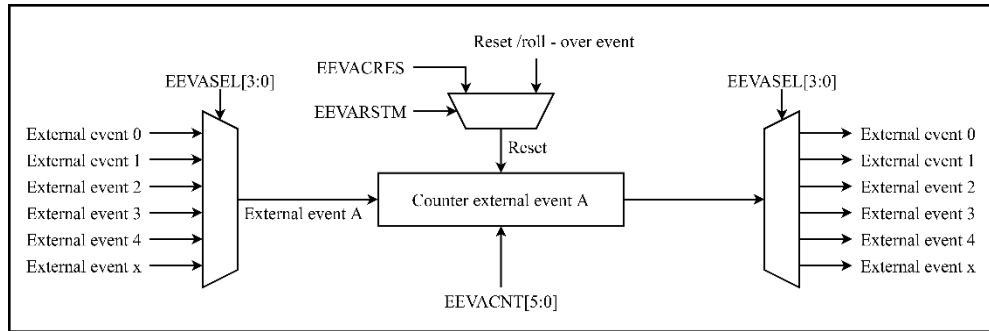 Reset /roll - over event
EEVACRES
EEVASEL[3:0]
EEVASEL[3:0]
EEVARSTM
External event 0
External event 1
External event 2
External event 3
External event 4
External event x
Reset
External event A
Counter external event A
EEVACNT[5:0]
External event 0
External event 1
External event 2
External event 3
External event 4
External event x